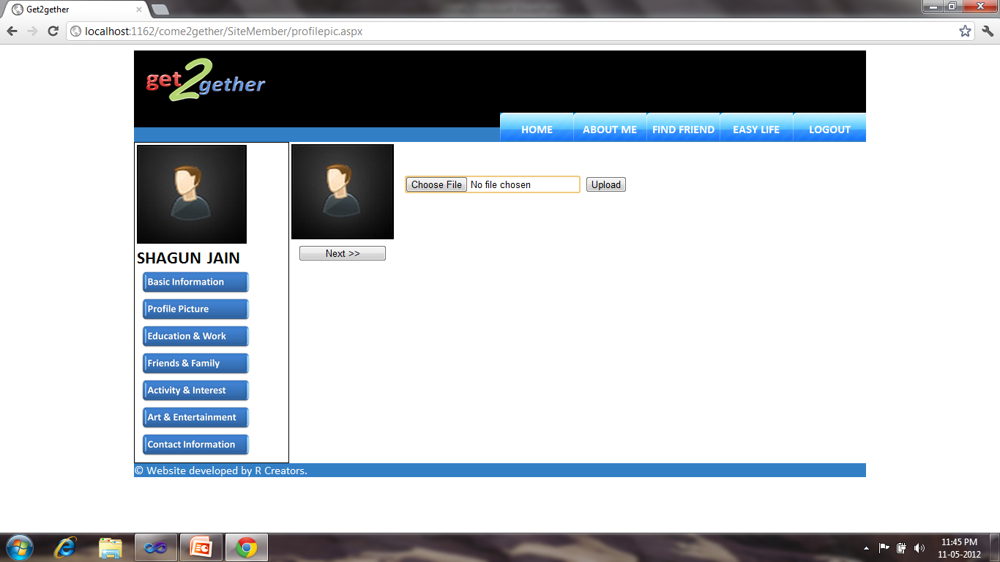 Get2gether
localhost:1162/come2gether/SiteMember/profilepic.aspx
get2gether
HOME ABOUT ME FIND FRIEND EASY LIFE LOGOUT
Choose File No file chosen Upload
Next >>
SHAGUN JAIN
Basic Information
Profile Picture
Education & Work
Friends & Family
Activity & Interest
Art & Entertainment
Contact Information
© Website developed by R Creators.
11:45 PM
11-05-2012